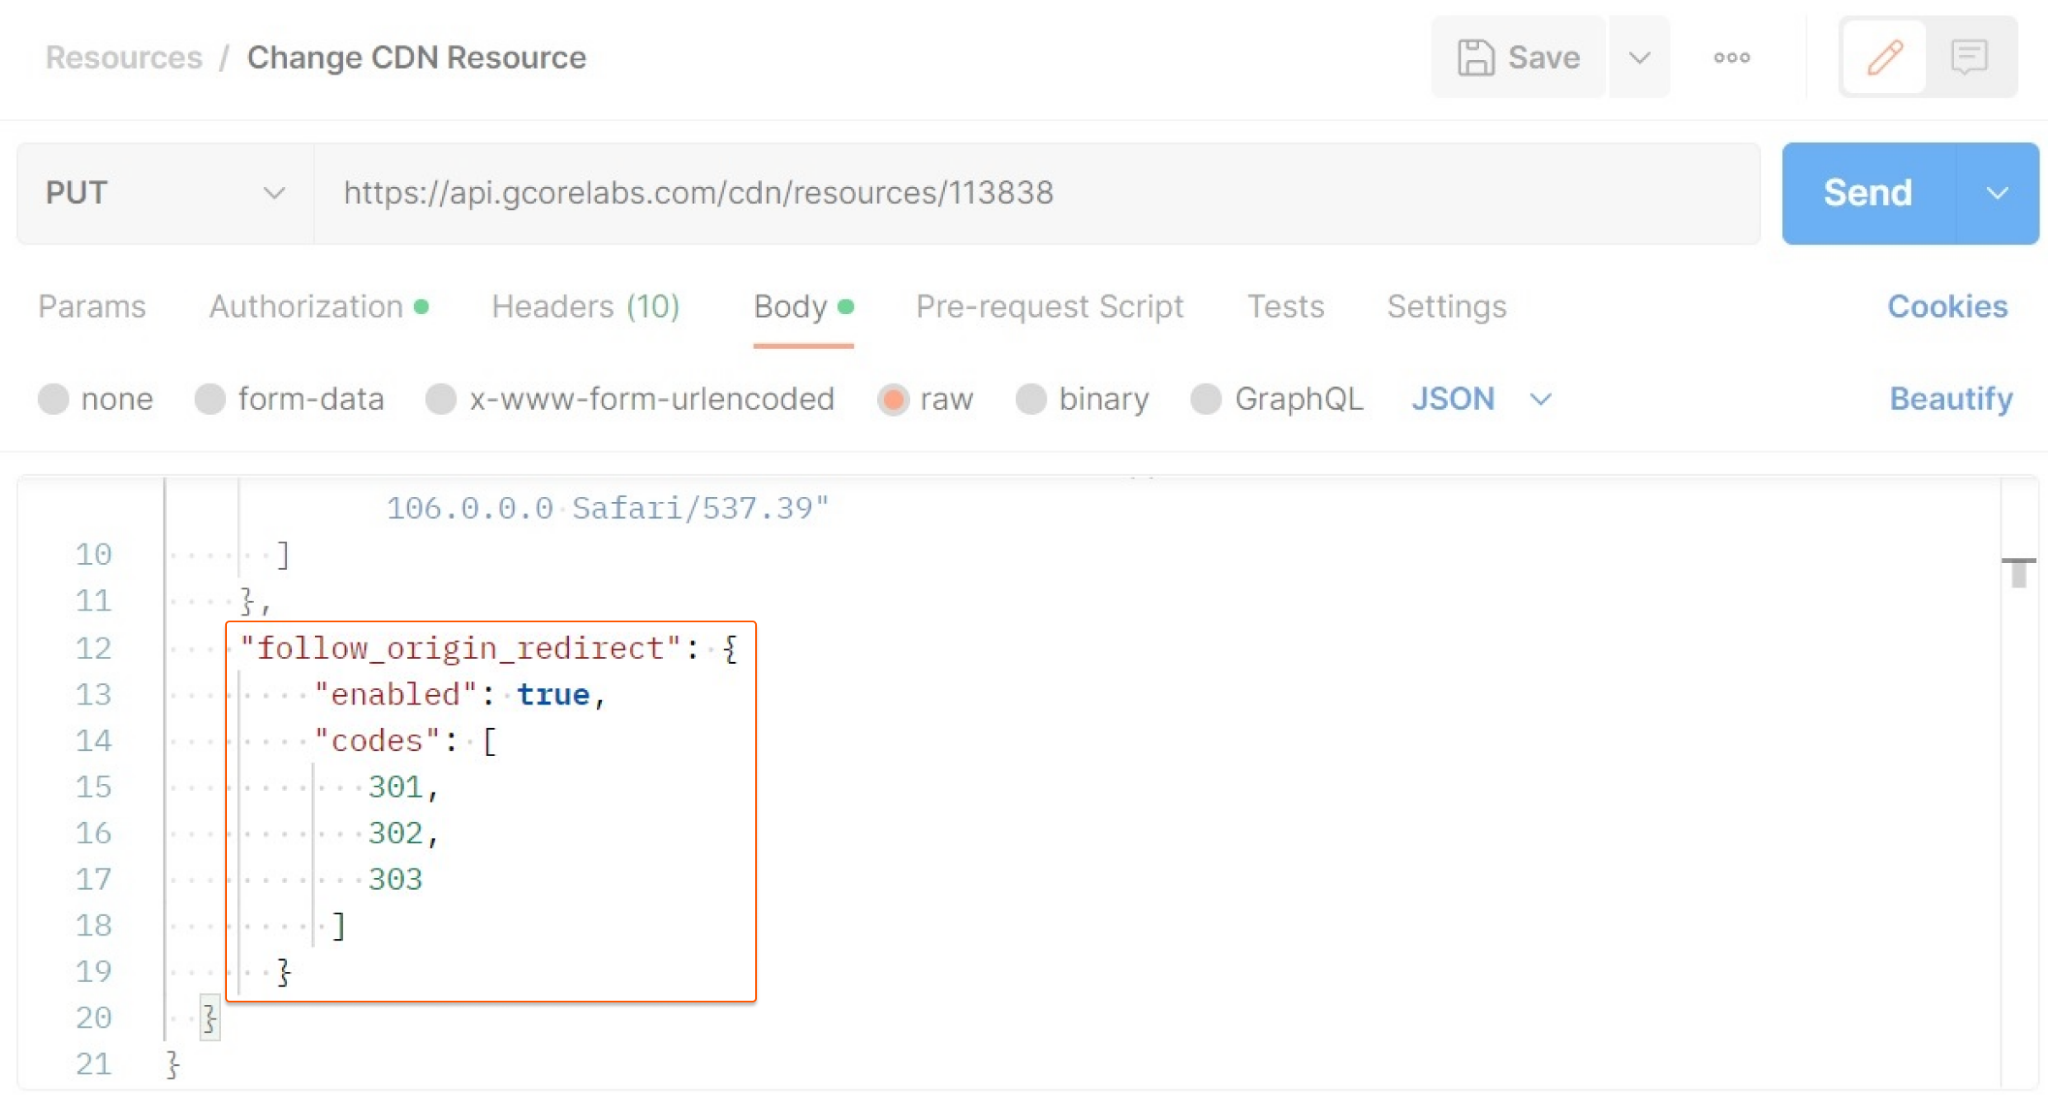 Resources / Change CDN Resource
Save
PUT https://api.gcorelabs.com/cdn/resources/113838 Send
Params Authorization Headers (10) Body Pre-request Script Tests Settings Cookies
none form-data x-www-form-urlencoded raw binary GraphQL JSON Beautify
106.0.0.0 Safari/537.39"
10 ]
11 },
12 "follow_origin_redirect": {
13 "enabled": true,
14 "codes": [
15 301,
16 302,
17 303
18 ]
19 }
20 }
21 }